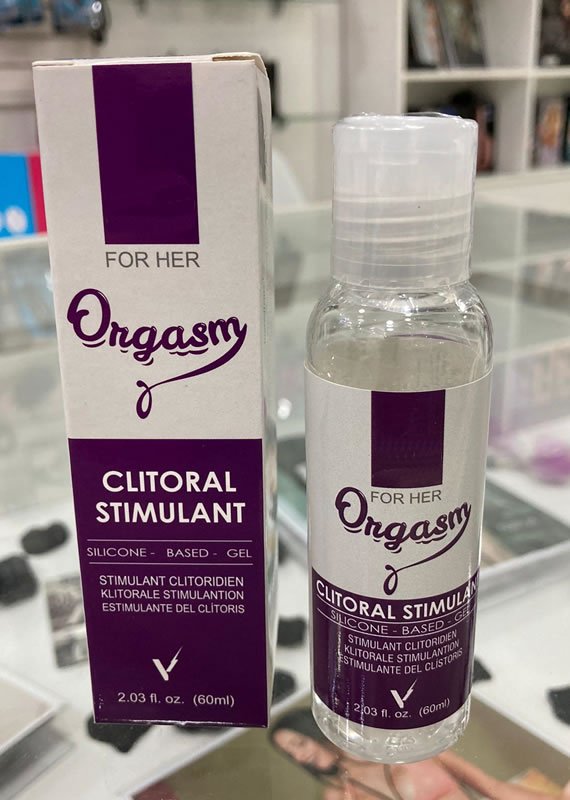 FOR HER
Orgasm
CLITORAL
STIMULANT
SILICONE - BASED - GEL
STIMULANT CLITORIDIEN
KLITORALE STIMULANTION
ESTIMULANTE DEL CLÍTORIS
2.03 fl. oz. (60ml)
FOR HER
Orgasm
CLITORAL STIMULAN
SILICONE - BASED - GEL
STIMULANT CLITORIDIEN
KLITORALE STIMULANTION
ESTIMULANTE DEL CLÍSTORIS
2.03 fl. oz. (60ml)